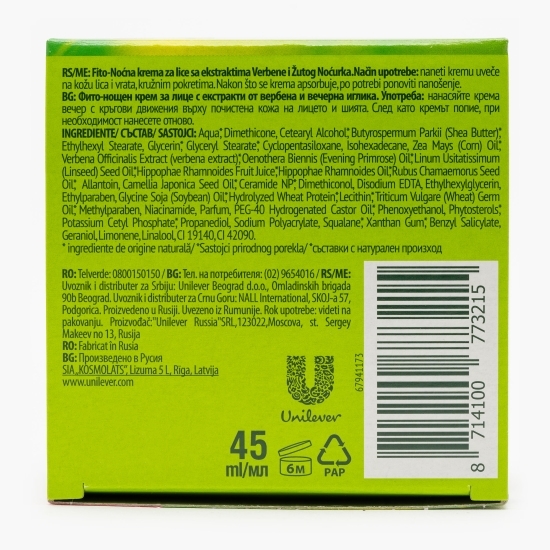 RS/ME: Fito-Noćna krema za lice sa ekstraktima Verbene i Žutog Noćurka.Način upotrebe: naneti kremu uveče
na kožu lica i vrata,kružnim pokretima.Nakon što se krema apsorbuje,po potrebi ponoviti nanošenje.
BG: Фито-нощен крем за лице с екстракти от вербена и вечерна иглика. Употреба: нанасяйте крема
вечер с кръгови движения върху почистена кожа на лицето и шията. След като кремът попие, при
необходимост нанесете отново.
INGREDIENTE/ СЪСТАВ/ SASTOJCI: Aqua*, Dimethicone, Cetearyl Alcohol*, Butyrospermum Parkii (Shea Butter)*,
Ethylhexyl Stearate, Glycerin*, Glyceryl Stearate*, Cyclopentasiloxane, Isohexadecane, Zea Mays (Corn) Oil*,
Verbena Officinalis Extract (verbena extract)*,Oenothera Biennis (Evening Primrose) Oil*,Linum Usitatissimum
(Linseed) Seed Oil*,Hippophae Rhamnoides Fruit Juice*,Hippophae Rhamnoides Oil*,Rubus Chamaemorus Seed
Oil*, Allantoin, Camellia Japonica Seed Oil*, Ceramide NP*, Dimethiconol, Disodium EDTA, Ethylhexylglycerin,
Ethylparaben, Glycine Soja (Soybean) Oil*,Hydrolyzed Wheat Protein*,Lecithin*,Triticum Vulgare (Wheat) Germ
Oil*, Methylparaben, Niacinamide, Parfum, PEG-40 Hydrogenated Castor Oil*, Phenoxyethanol, Phytosterols*,
Potassium Cetyl Phosphate*, Propanediol, Sodium Polyacrylate, Squalane*, Xanthan Gum*, Benzyl Salicylate,
Geraniol, Limonene, Linalool, CI 19140, CI 42090.
* ingrediente de origine naturală/ *Sastojci prirodnog porekla/ *съставки с натурален произход
RO: Telverde: 0800150150 / BG: Тел. на потребителя: (02) 9654016 / RS/ME:
Uvoznik i distributer za Srbiju: Unilever Beograd d.o.o., Omladinskih brigada
90b Beograd. Uvoznik i distributer za Crnu Goru: NALL International, SKOJ-a 57,
Podgorica. Proizvedeno u Rusiji. Uvezeno iz Rumunije. Rok upotrebe: videti na
pakovanju. Proizvođač:"Unilever Russia"SRL,123022,Moscova, st. Sergey
Makeev no 13, Rusija
RO: Fabricat în Rusia
BG: Произведено в Русия
SIA „KOSMOLATS", Lizuma 5 L, Rīga, Latvija
www.unilever.com
Unilever
67941173
45
ml/мл
6M
PAP
8 714100 773215